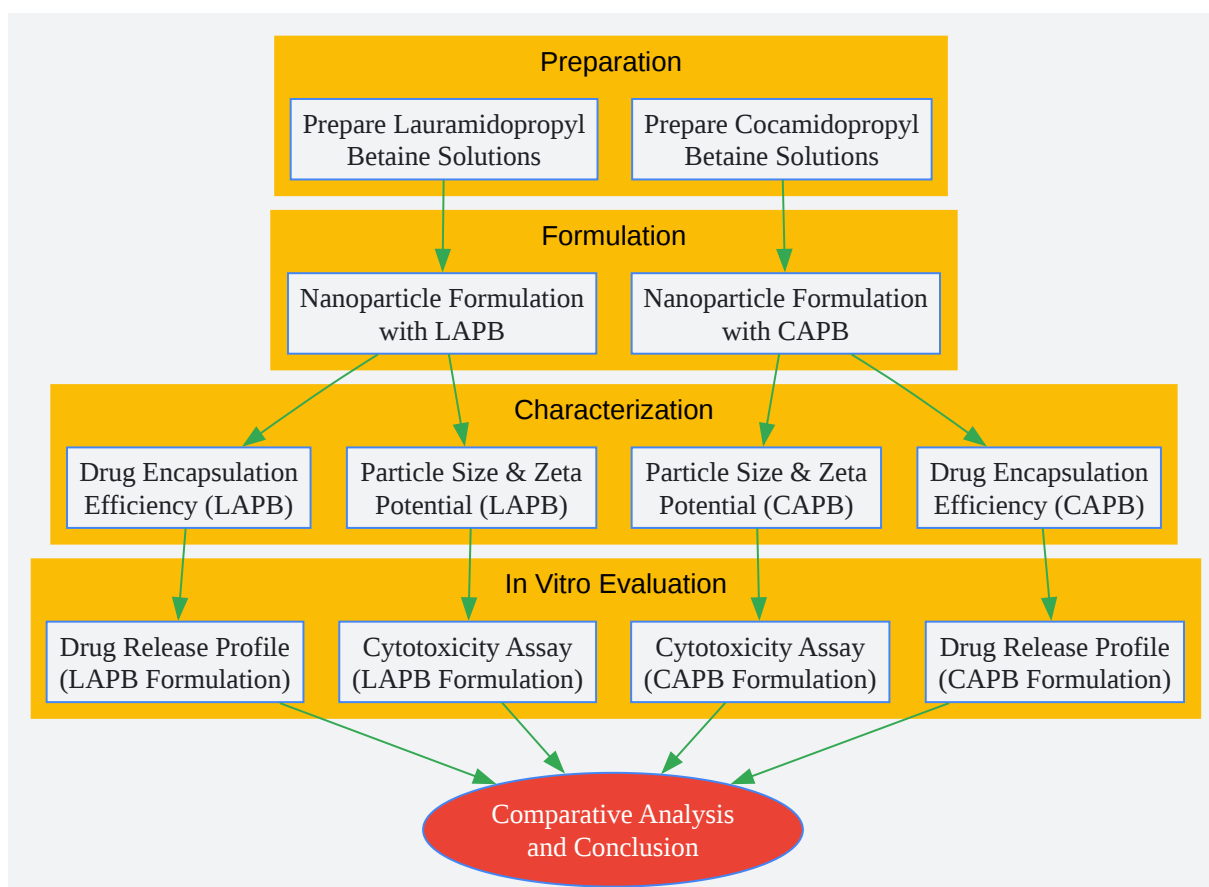 Preparation
Prepare Lauramidopropyl
Betaine Solutions
Prepare Cocamidopropyl
Betaine Solutions
Formulation
Nanoparticle Formulation
with LAPB
Nanoparticle Formulation
with CAPB
Characterization
Drug Encapsulation
Efficiency (LAPB)
Particle Size & Zeta
Potential (LAPB)
Particle Size & Zeta
Potential (CAPB)
Drug Encapsulation
Efficiency (CAPB)
In Vitro Evaluation
Drug Release Profile
(LAPB Formulation)
Cytotoxicity Assay
(LAPB Formulation)
Cytotoxicity Assay
(CAPB Formulation)
Drug Release Profile
(CAPB Formulation)
Comparative Analysis
and Conclusion